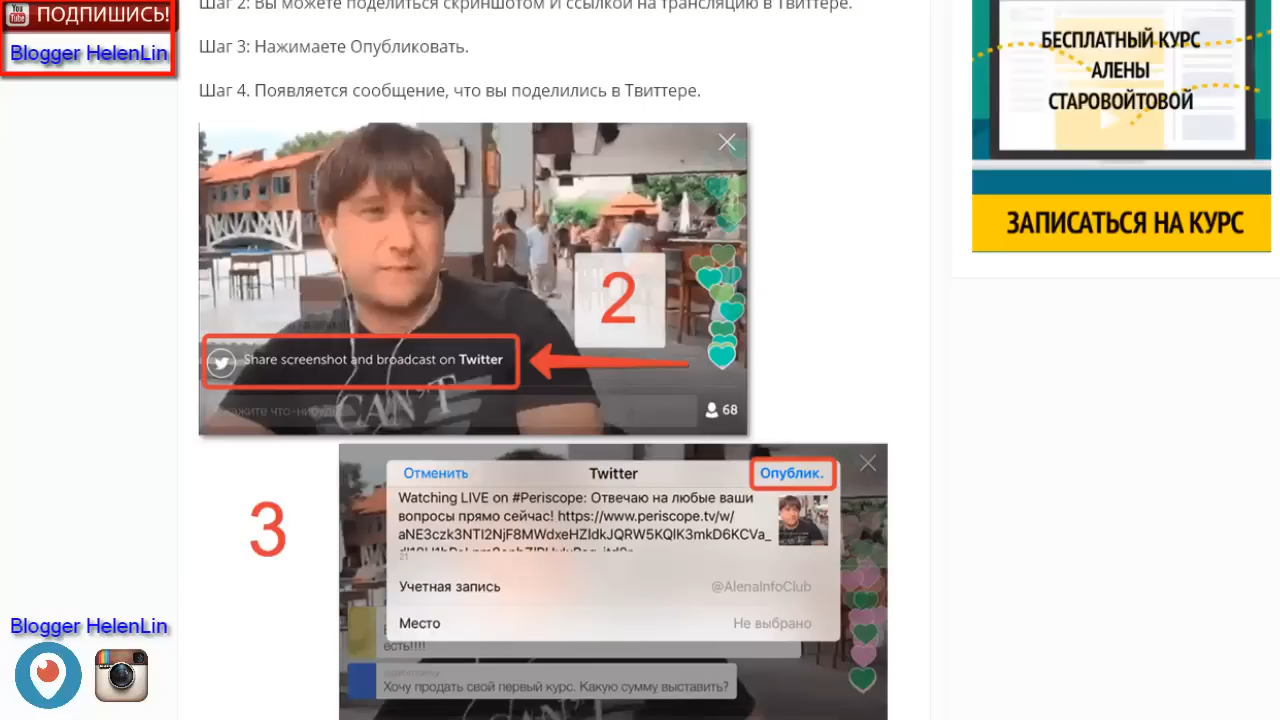 You
Tube
ПОДПИШИСЬ!
Blogger HelenLin
Шаг 2: Вы можете поделиться скриншотом И ссылкой на трансляцию в Твиттере.
Шаг 3: Нажимаете Опубликовать.
Шаг 4. Появляется сообщение, что вы поделились в Твиттере.
БЕСПЛАТНЫЙ КУРС
АЛЕНЫ
СТАРОВОЙТОВОЙ
ЗАПИСАТЬСЯ НА КУРС
2
Share screenshot and broadcast on Twitter
CAN'T
68
3
Отменить Twitter Опублик.
Watching LIVE on #Periscope: Отвечаю на любые ваши
вопросы прямо сейчас! https://www.periscope.tv/w/
21
Учетная запись @AlenaInfoClub
Место Не выбрано
есть!!!!
Хочу продать свой первый курс. Какую сумму выставить?
Blogger HelenLin